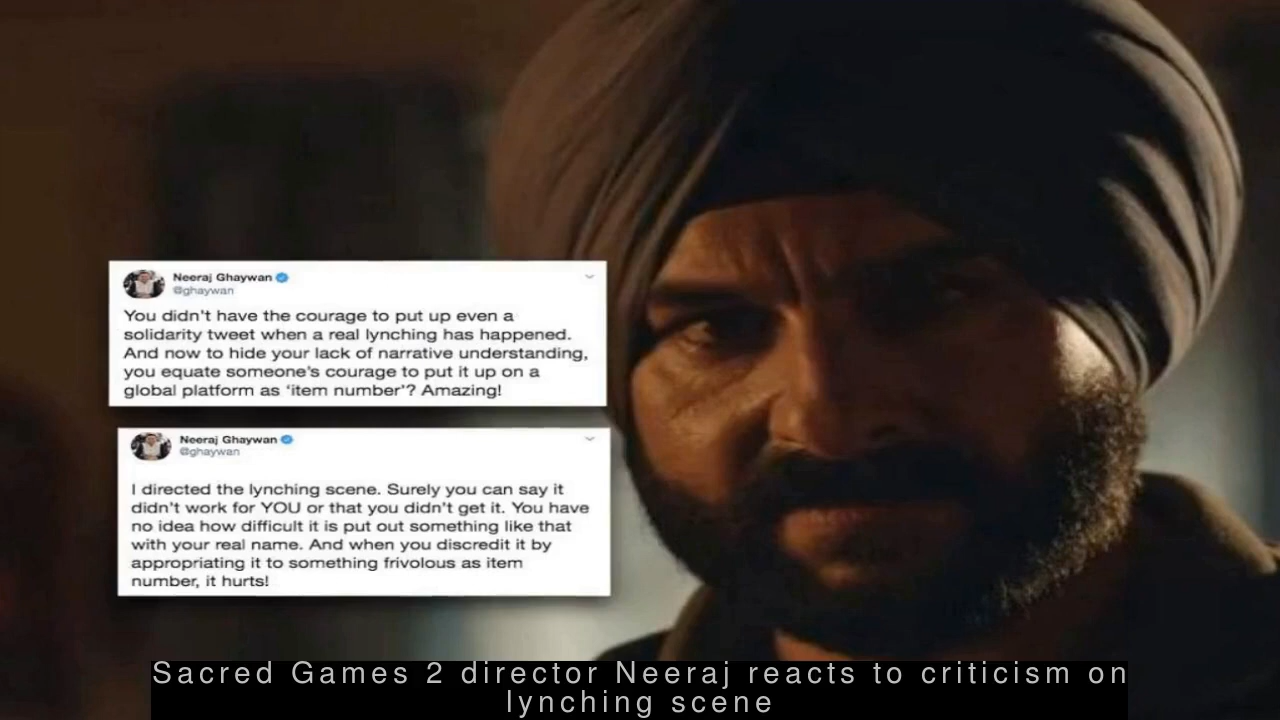 Neeraj Ghaywan
@ghaywan
You didn't have the courage to put up even a
solidarity tweet when a real lynching has happened.
And now to hide your lack of narrative understanding,
you equate someone's courage to put it up on a
global platform as 'item number'? Amazing!
Neeraj Ghaywan
@ghaywan
I directed the lynching scene. Surely you can say it
didn't work for YOU or that you didn't get it. You have
no idea how difficult it is put out something like that
with your real name. And when you discredit it by
appropriating it to something frivolous as item
number, it hurts!
Sacred Games 2 director Neeraj reacts to criticism on
lynching scene